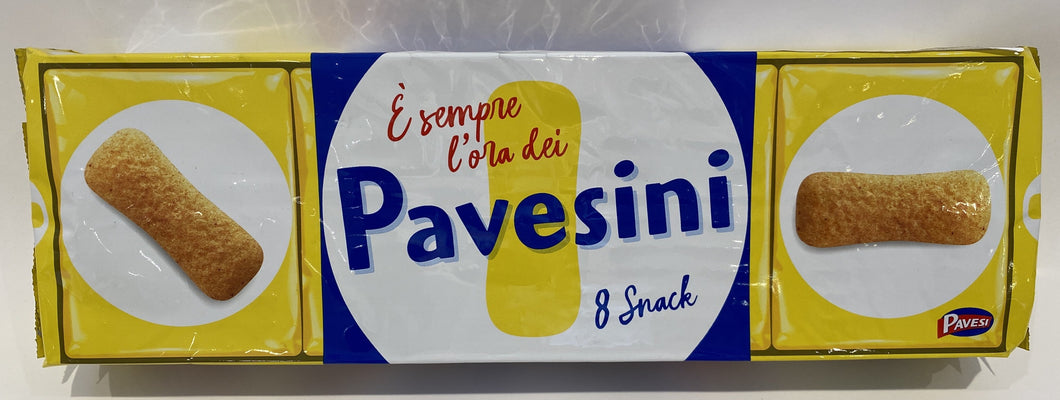 È sempre
l'ora dei
Pavesini
8 Snack
PAVESI